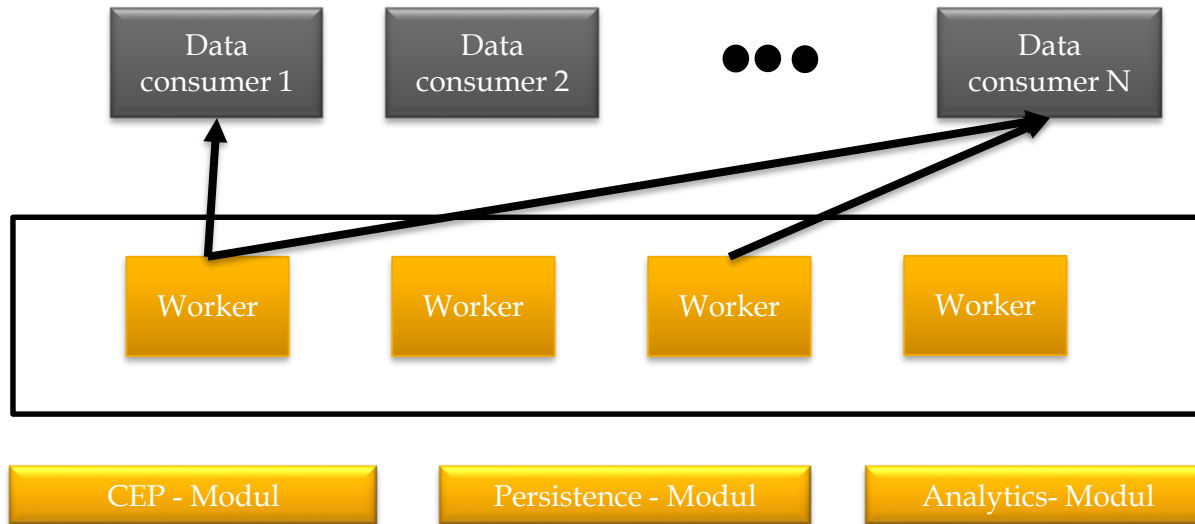 Data
consumer 1
Data
consumer 2
Data
consumer N
Worker
Worker
Worker
Worker
CEP - Modul
Persistence - Modul
Analytics- Modul